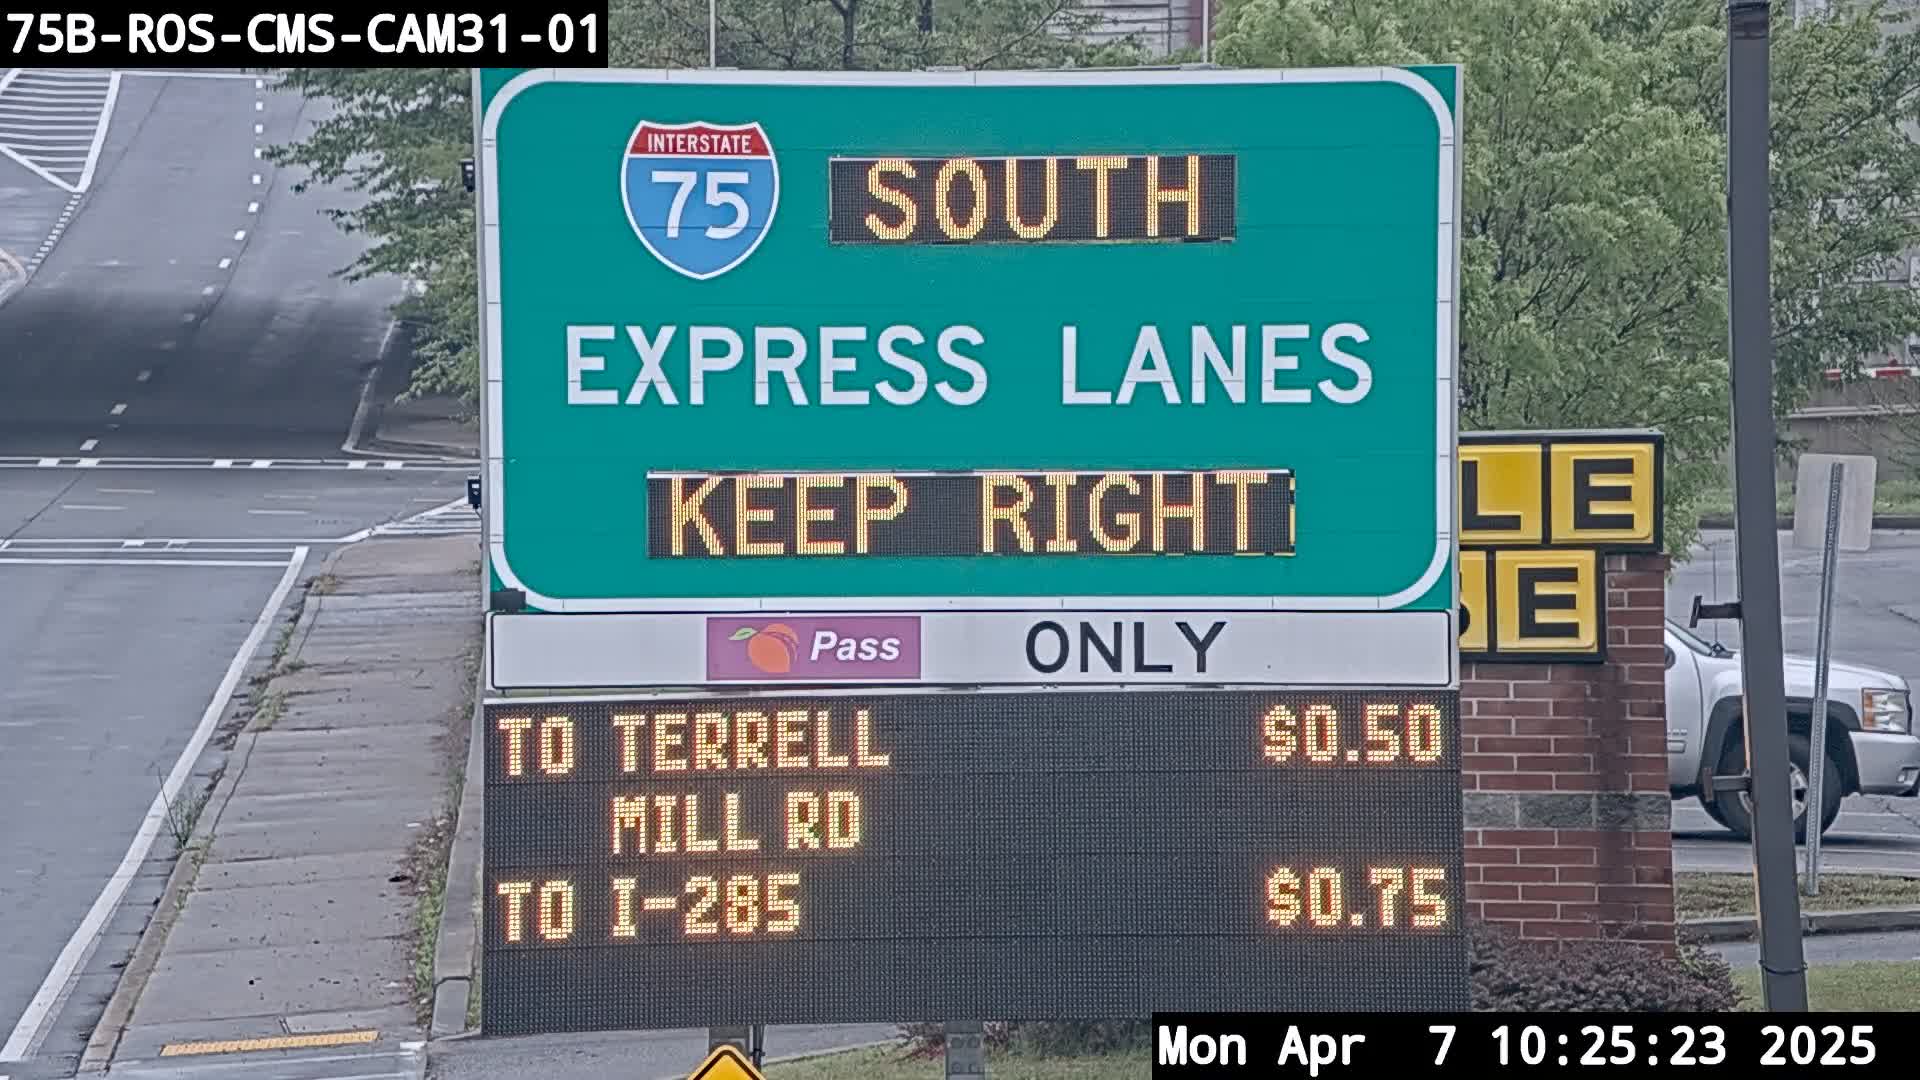 75B-ROS-CMS-CAM31-01
INTERSTATE
75
SOUTH
EXPRESS LANES
KEEP RIGHT
Pass ONLY
TO TERRELL $0.50
MILL RD
TO I-285 $0.75
LE
E
Mon Apr 7 10:25:23 2025